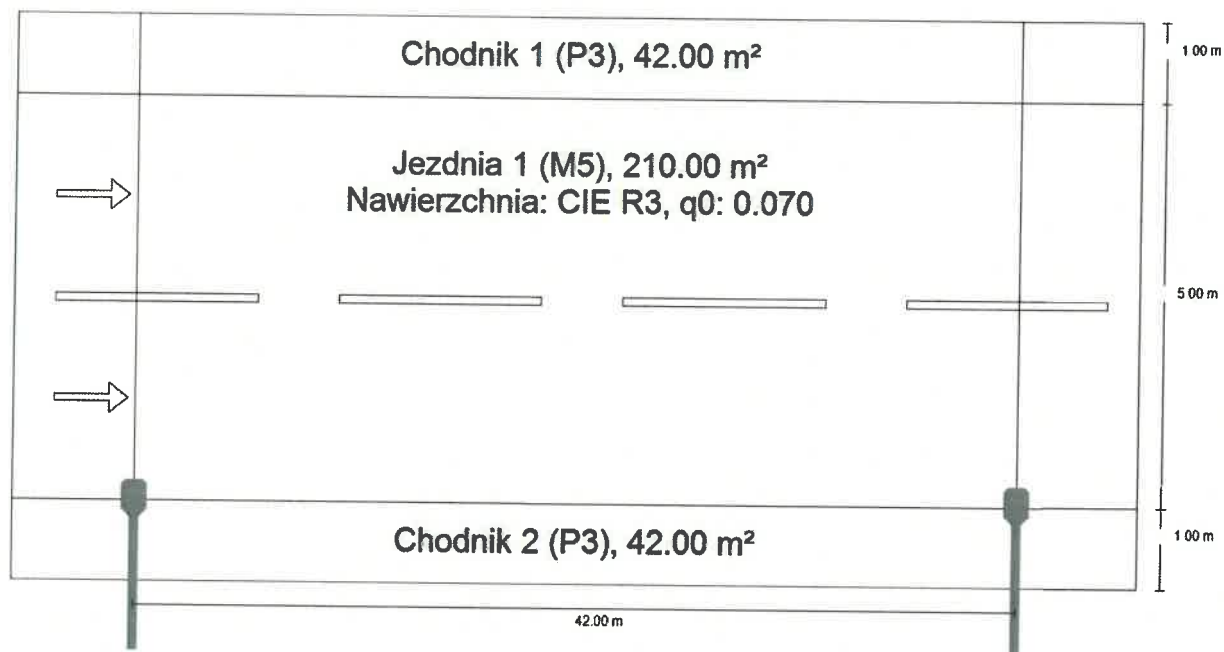 Chodnik 1 (P3), 42.00 m²
1 00 m
Jezdnia 1 (M5), 210.00 m²
Nawierzchnia: CIE R3, q0: 0.070
5 00 m
Chodnik 2 (P3), 42.00 m²
1 00 m
42.00 m